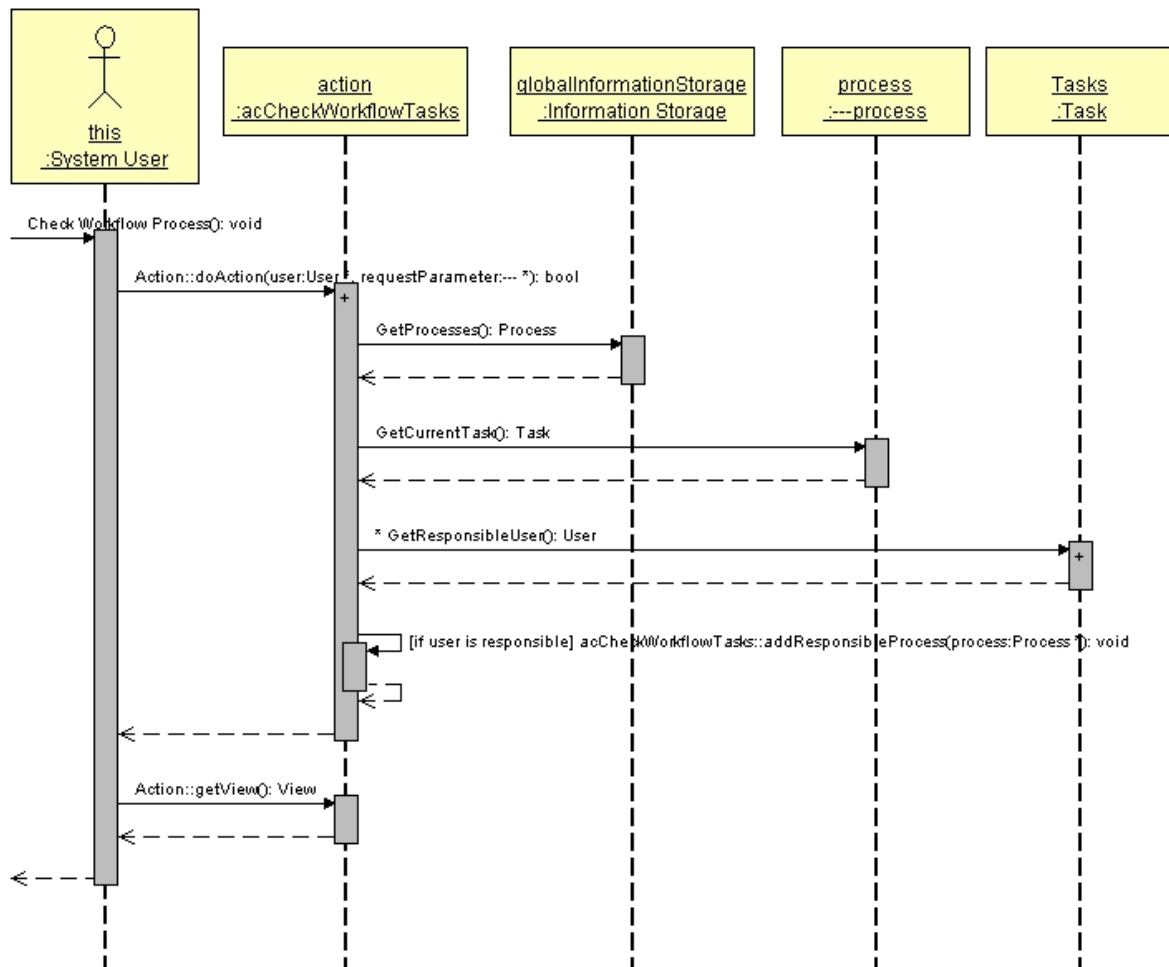 this
:System User
action
:acCheckWorkflowTasks
globalInformationStorage
:Information Storage
process
:---process
Tasks
:Task
Check Workflow Process(): void
Action::doAction(user:User *, requestParameter:--- *): bool
+
GetProcesses(): Process
GetCurrentTask(): Task
* GetResponsibleUser(): User
+
[if user is responsible] acCheckWorkflowTasks::addResponsibleProcess(process:Process *): void
Action::getView(): View